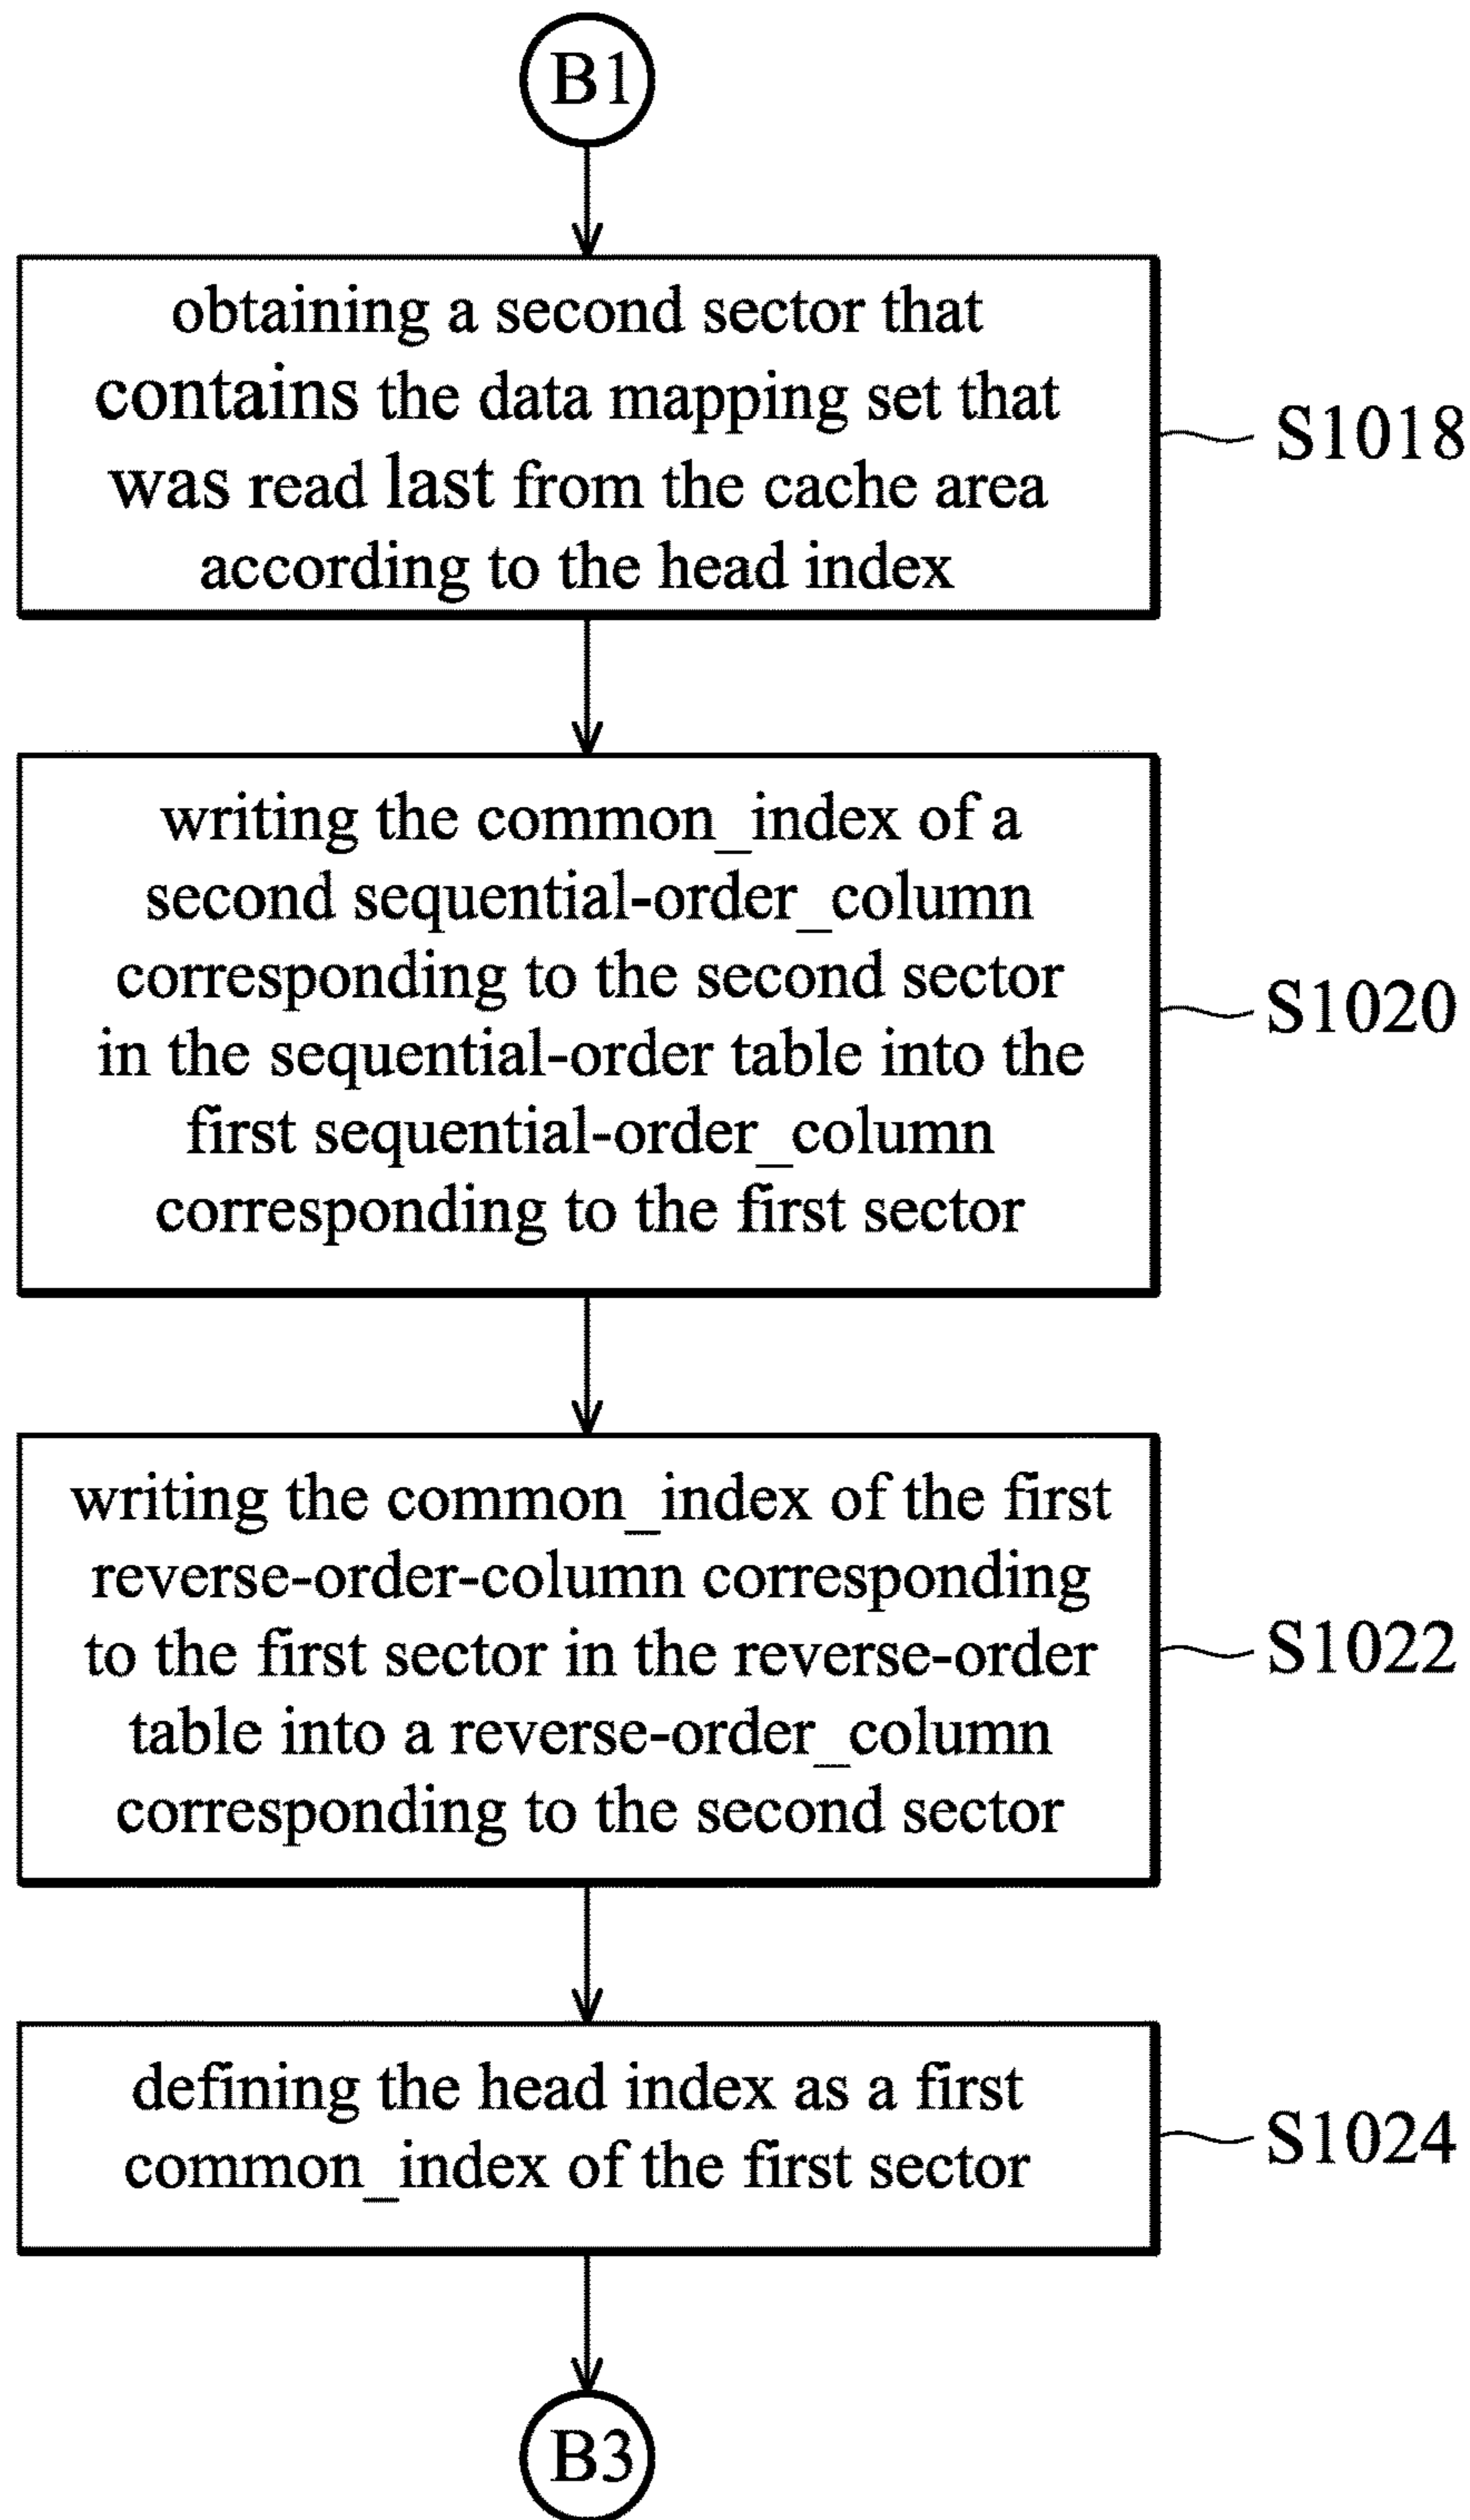 B1
obtaining a second sector that
contains the data mapping set that
was read last from the cache area
according to the head index
S1018
writing the common_index of a
second sequential-order_column
corresponding to the second sector
in the sequential-order table into the
first sequential-order_column
corresponding to the first sector
S1020
writing the common_index of the first
reverse-order-column corresponding
to the first sector in the reverse-order
table into a reverse-order_column
corresponding to the second sector
S1022
defining the head index as a first
common_index of the first sector
S1024
B3